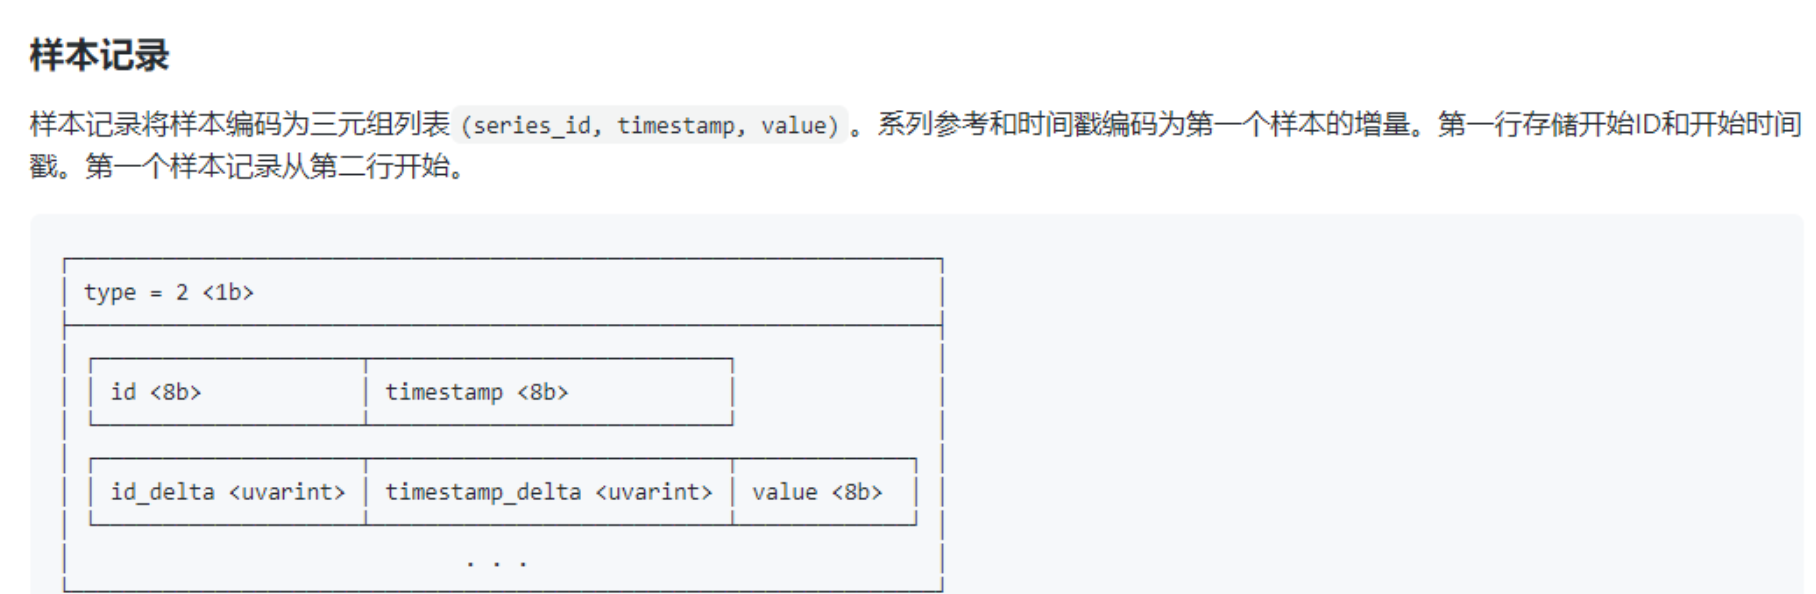 样本记录
样本记录将样本编码为三元组列表 (series_id, timestamp, value) 。系列参考和时间戳编码为第一个样本的增量。第一行存储开始ID和开始时间
戳。第一个样本记录从第二行开始。
type = 2 <1b>
id <8b> timestamp <8b>
id_delta <uvarint> timestamp_delta <uvarint> value <8b>
. . .